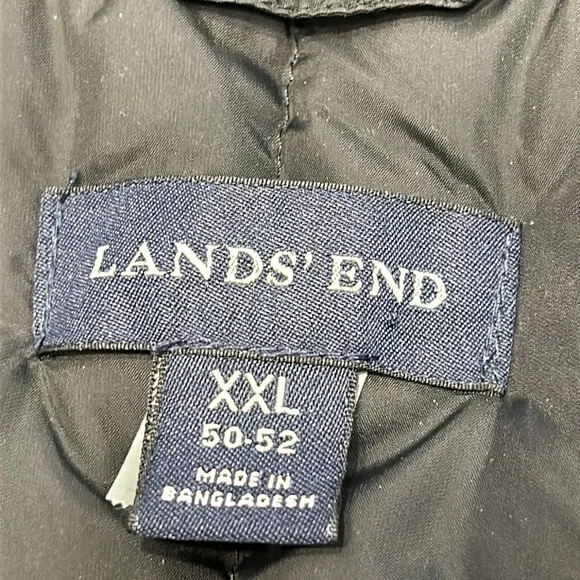 LANDS' END
XXL
50-52
MADE IN
BANGLADESH